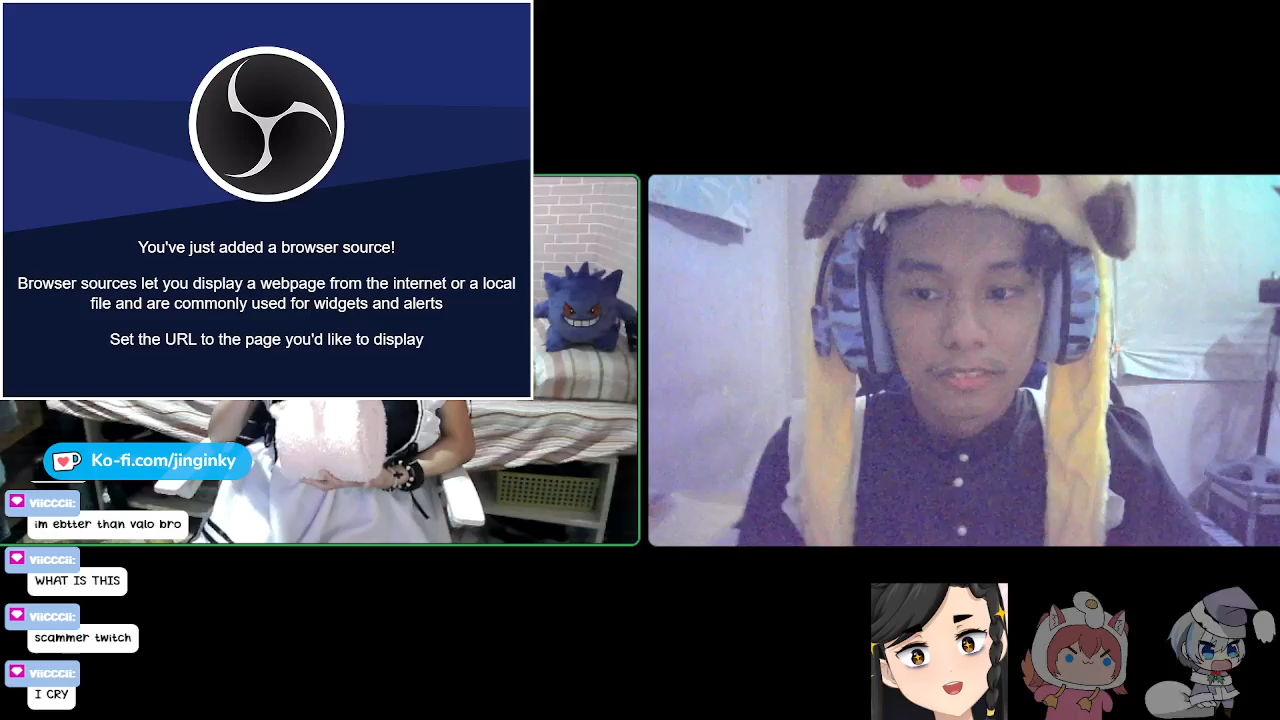 You've just added a browser source!
Browser sources let you display a webpage from the internet or a local
file and are commonly used for widgets and alerts
Set the URL to the page you'd like to display
Ko-fi.com/jinginky
viicccii:
im ebtter than valo bro
viicccii:
WHAT IS THIS
viicccii:
scammer twitch
viicccii:
I CRY